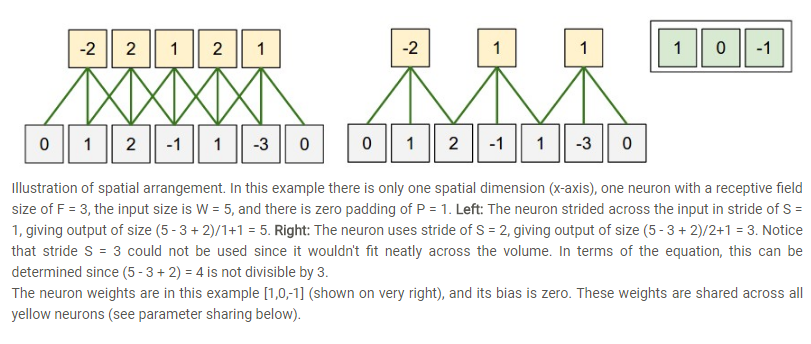 -2 2 1 2 1
0 1 2 -1 1 -3 0
-2 1 1
0 1 2 -1 1 -3 0
1 0 -1
Illustration of spatial arrangement. In this example there is only one spatial dimension (x-axis), one neuron with a receptive field
size of F = 3, the input size is W = 5, and there is zero padding of P = 1. Left: The neuron strided across the input in stride of S =
1, giving output of size (5 - 3 + 2)/1+1 = 5. Right: The neuron uses stride of S = 2, giving output of size (5 - 3 + 2)/2+1 = 3. Notice
that stride S = 3 could not be used since it wouldn't fit neatly across the volume. In terms of the equation, this can be
determined since (5 - 3 + 2) = 4 is not divisible by 3.
The neuron weights are in this example [1,0,-1] (shown on very right), and its bias is zero. These weights are shared across all
yellow neurons (see parameter sharing below).